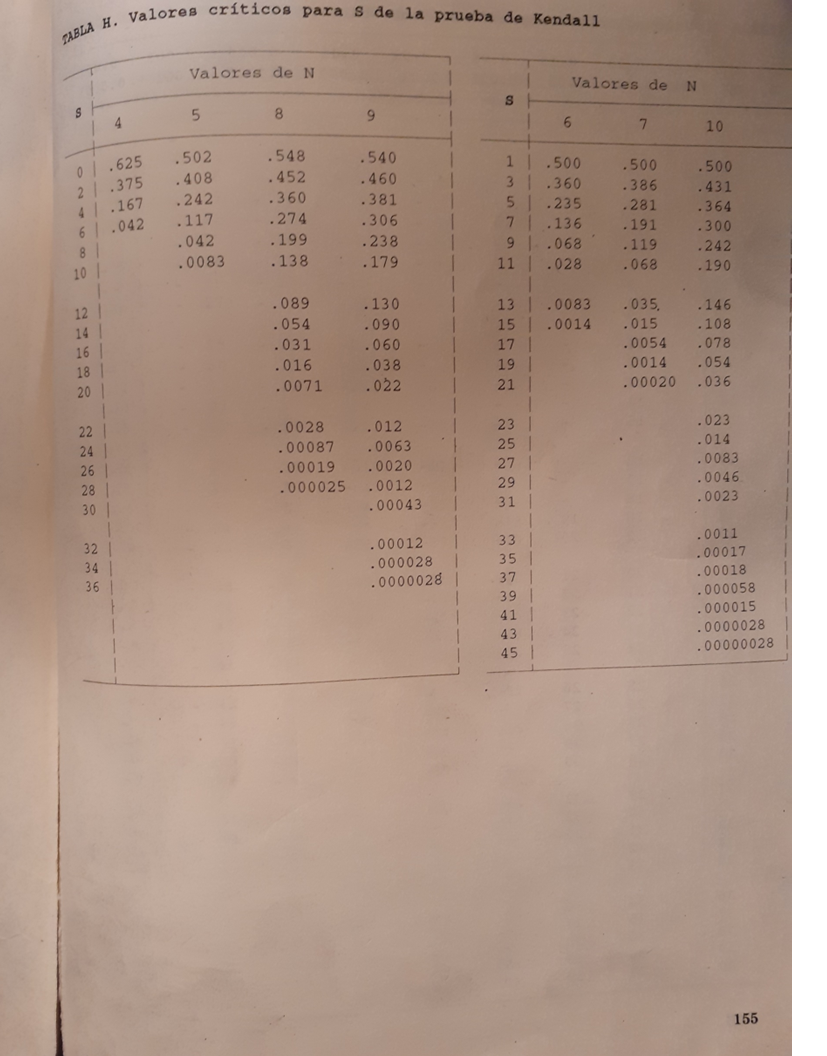 TABLA H. Valores críticos para S de la prueba de Kendall
Valores de N
S 4 5 8 9
0 .625 .502 .548 .540
2 .375 .408 .452 .460
4 .167 .242 .360 .381
6 .042 .117 .274 .306
8 .042 .199 .238
10 .0083 .138 .179
12 .089 .130
14 .054 .090
16 .031 .060
18 .016 .038
20 .0071 .022
22 .0028 .012
24 .00087 .0063
26 .00019 .0020
28 .000025 .0012
30 .00043
32 .00012
34 .000028
36 .0000028
Valores de N
S 6 7 10
1 .500 .500 .500
3 .360 .386 .431
5 .235 .281 .364
7 .136 .191 .300
9 .068 .119 .242
11 .028 .068 .190
13 .0083 .035 .146
15 .0014 .015 .108
17 .0054 .078
19 .0014 .054
21 .00020 .036
23 .023
25 .014
27 .0083
29 .0046
31 .0023
33 .0011
35 .00017
37 .00018
39 .000058
41 .000015
43 .0000028
45 .00000028
155